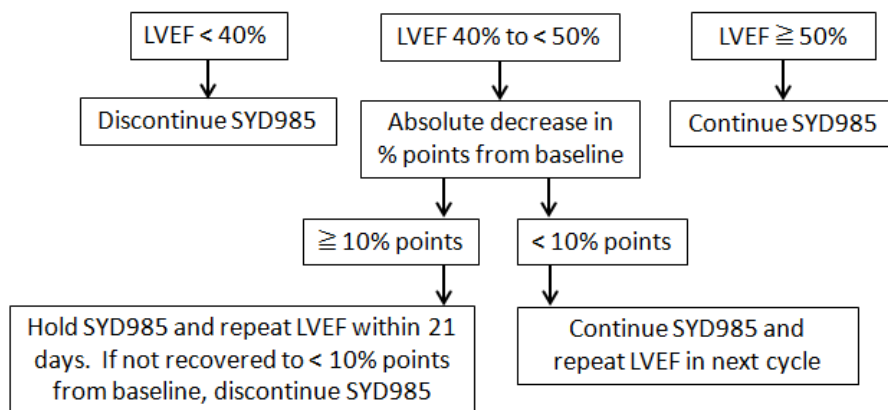 LVEF < 40%
LVEF 40% to < 50%
LVEF ≧ 50%
Discontinue SYD985
Absolute decrease in
% points from baseline
Continue SYD985
≧ 10% points
< 10% points
Hold SYD985 and repeat LVEF within 21
days.  If not recovered to < 10% points
from baseline, discontinue SYD985
Continue SYD985 and
repeat LVEF in next cycle